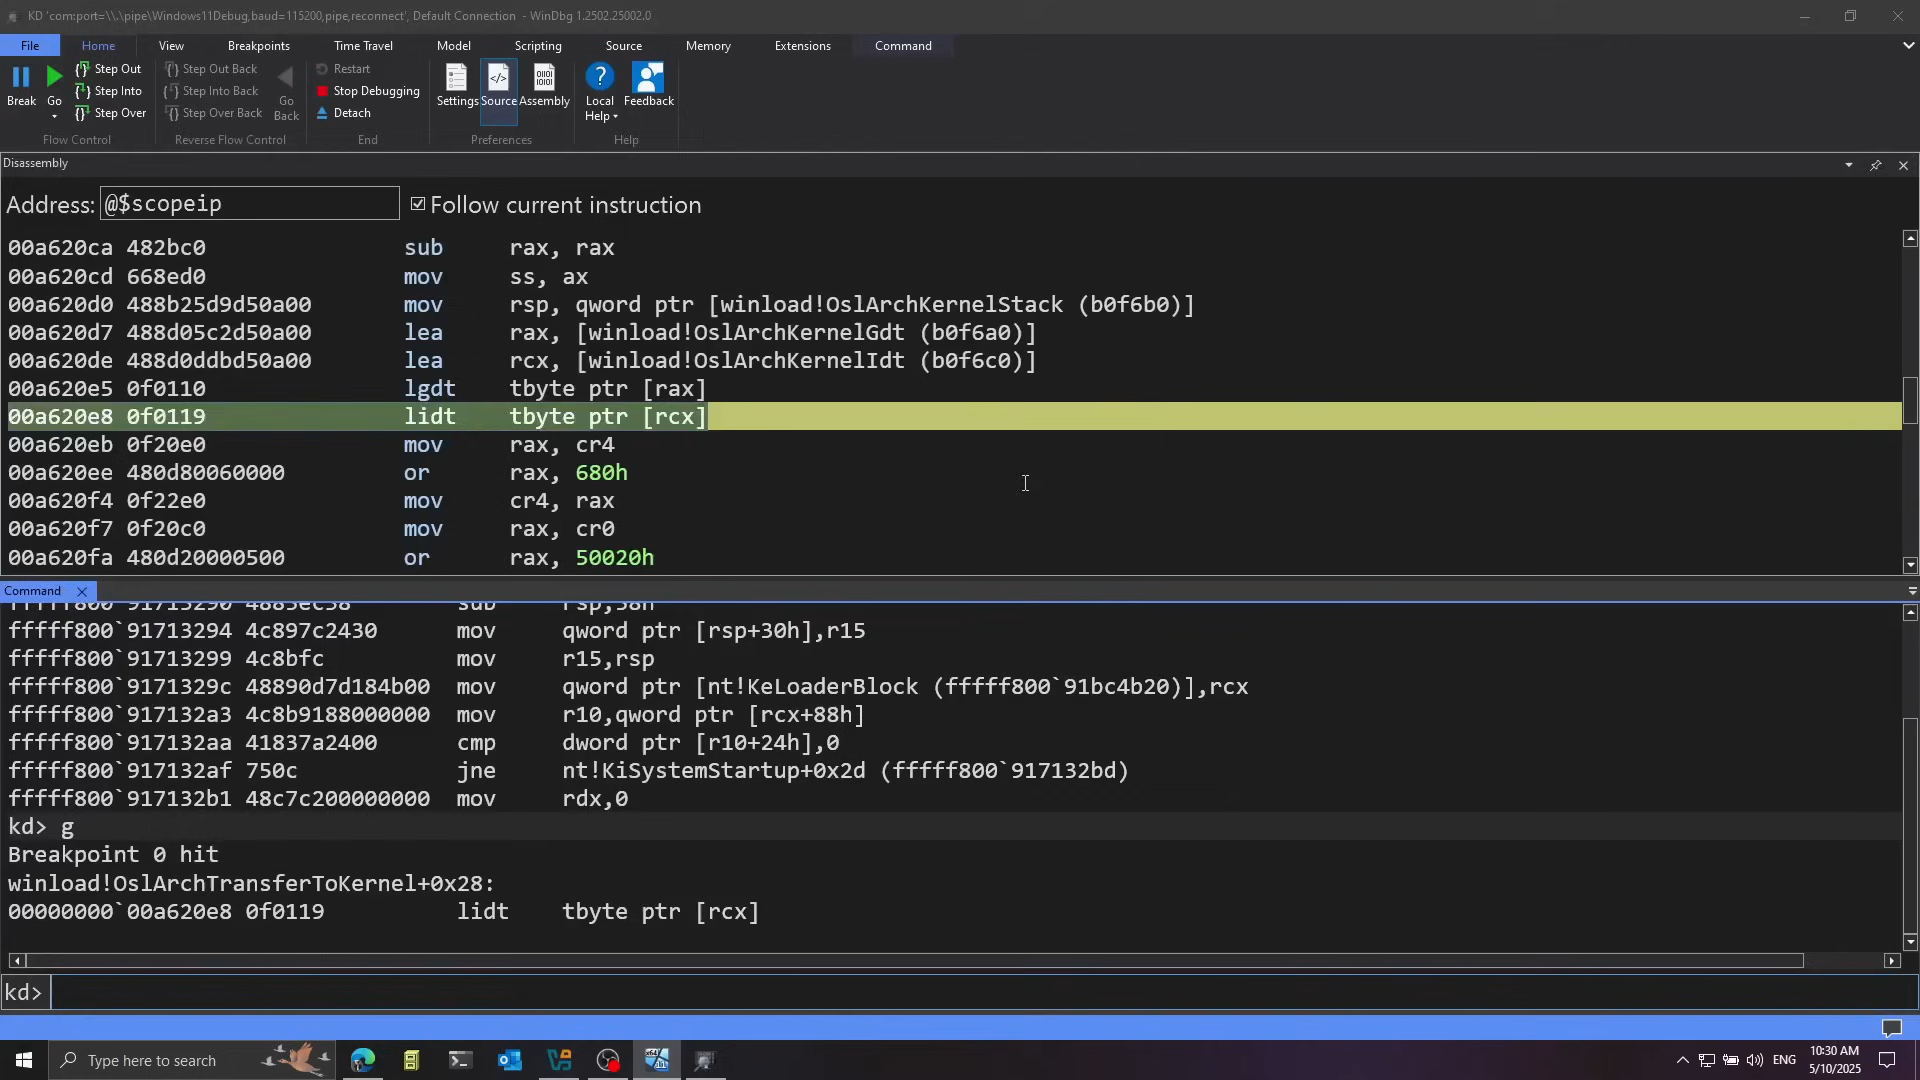 KD 'com:port=\\.\pipe\Windows11Debug,baud=115200,pipe,reconnect', Default Connection - WinDbg 1.2502.25002.0
File Home View Breakpoints Time Travel Model Scripting Source Memory Extensions Command
Break Go Step Out Step Into Step Over
Flow Control
Step Out Back Step Into Back Step Over Back Go Back
Reverse Flow Control
Restart Stop Debugging Detach
End
Settings Source Assembly
Preferences
Local Help Feedback
Help
Disassembly
Address: @$scopeip Follow current instruction
00a620ca 482bc0 sub rax, rax
00a620cd 668ed0 mov ss, ax
00a620d0 488b25d9d50a00 mov rsp, qword ptr [winload!OslArchKernelStack (b0f6b0)]
00a620d7 488d05c2d50a00 lea rax, [winload!OslArchKernelGdt (b0f6a0)]
00a620de 488d0ddbd50a00 lea rcx, [winload!OslArchKernelIdt (b0f6c0)]
00a620e5 0f0110 lgdt tbyte ptr [rax]
00a620e8 0f0119 lidt tbyte ptr [rcx]
00a620eb 0f20e0 mov rax, cr4
00a620ee 480d80060000 or rax, 680h
00a620f4 0f22e0 mov cr4, rax
00a620f7 0f20c0 mov rax, cr0
00a620fa 480d20000500 or rax, 50020h
Command
fffff800`91713290 4883ec38 sub rsp,38h
fffff800`91713294 4c897c2430 mov qword ptr [rsp+30h],r15
fffff800`91713299 4c8bfc mov r15,rsp
fffff800`9171329c 48890d7d184b00 mov qword ptr [nt!KeLoaderBlock (fffff800`91bc4b20)],rcx
fffff800`917132a3 4c8b9188000000 mov r10,qword ptr [rcx+88h]
fffff800`917132aa 41837a2400 cmp dword ptr [r10+24h],0
fffff800`917132af 750c jne nt!KiSystemStartup+0x2d (fffff800`917132bd)
fffff800`917132b1 48c7c200000000 mov rdx,0
kd> g
Breakpoint 0 hit
winload!OslArchTransferToKernel+0x28:
00000000`00a620e8 0f0119 lidt tbyte ptr [rcx]
kd>
Type here to search
ENG
10:30 AM
5/10/2025